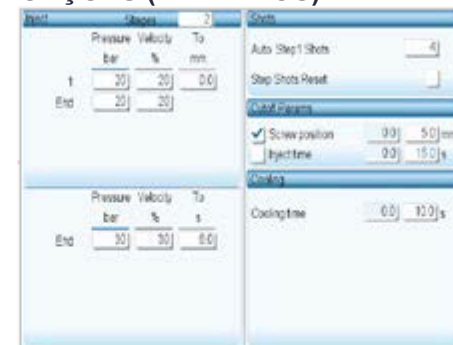 Inject Stages 2
Pressure Velocity To
bar % mm
1 20 20 0.0
End 20 20
Pressure Velocity To
bar % s
End 30 30 0.0
Shots
Auto Step1 Shots 4
Step Shots Reset
Cutoff Params
Screw position 0.0 5.0 mm
Inject time 0.0 15.0 s
Cooling
Cooling time 0.0 10.0 s